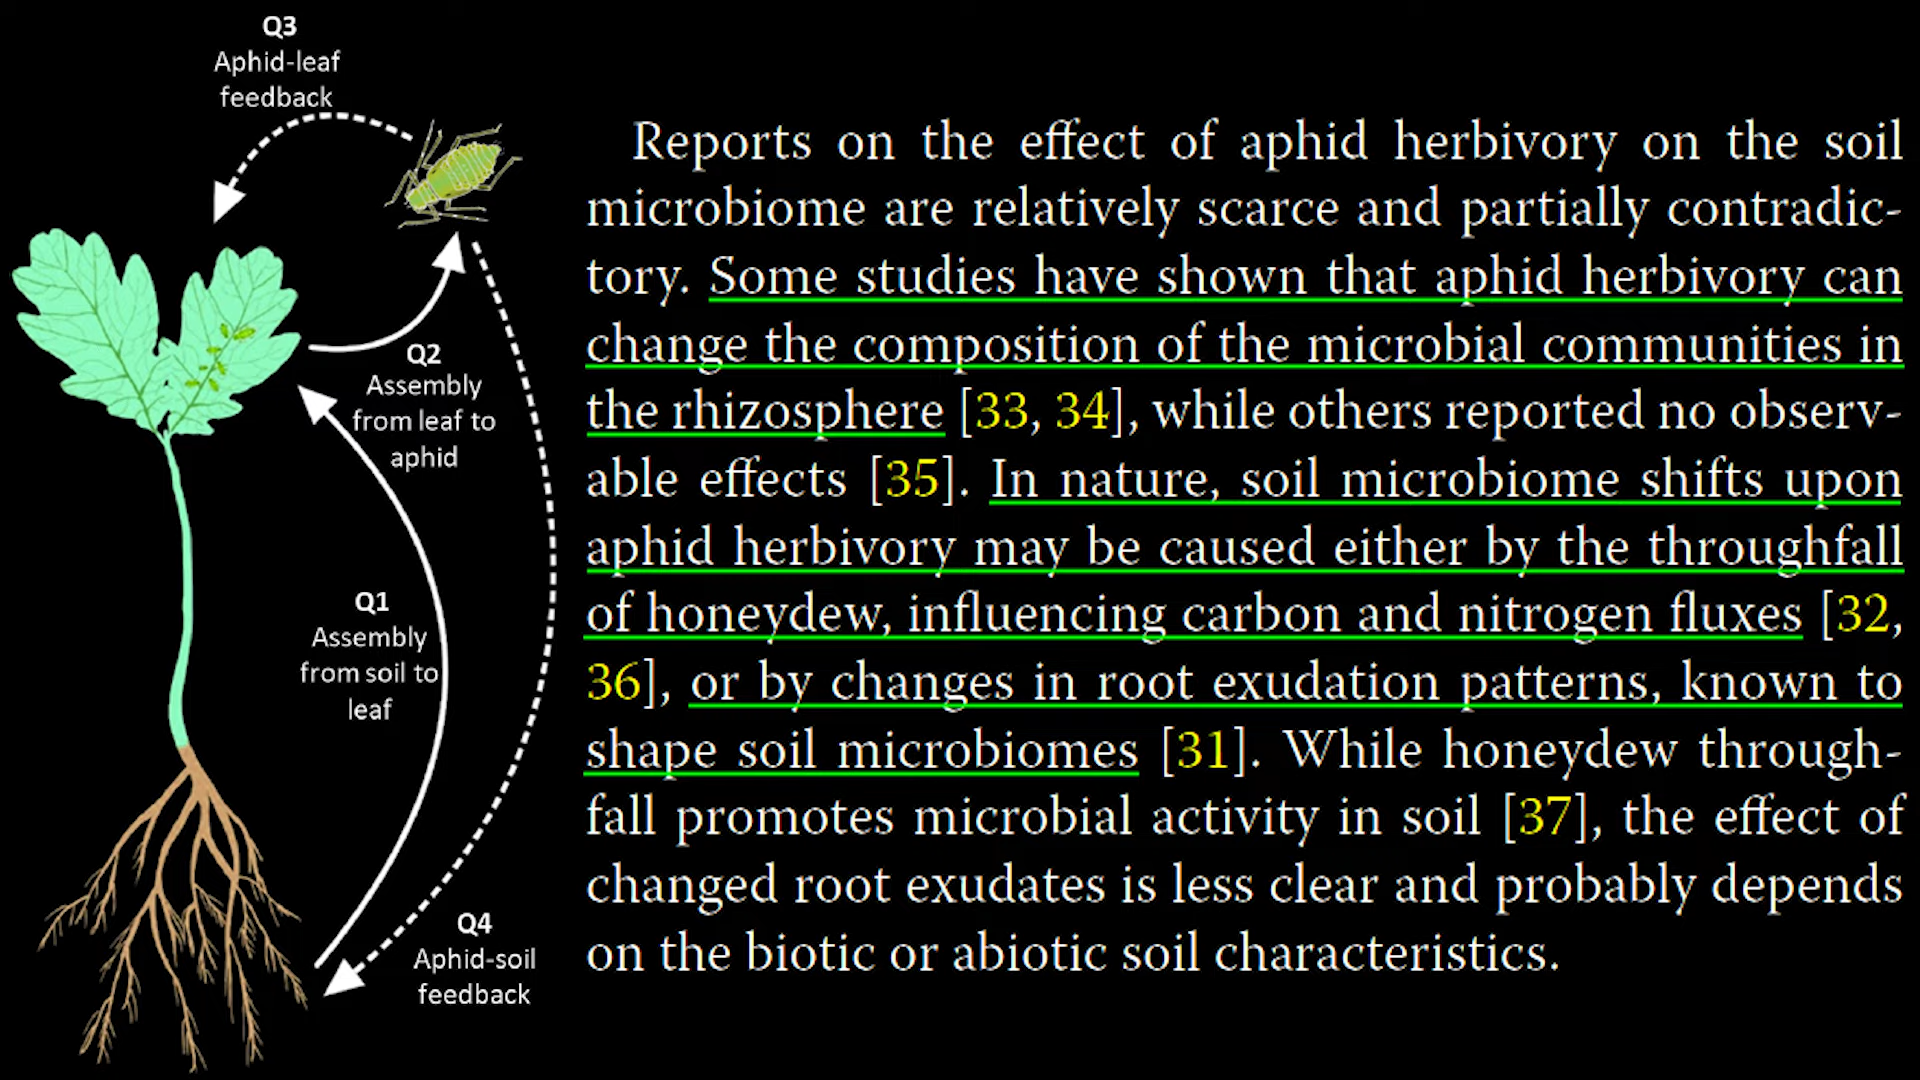 Q3
Aphid-leaf
feedback
Q2
Assembly
from leaf to
aphid
Q1
Assembly
from soil to
leaf
Q4
Aphid-soil
feedback
Reports on the effect of aphid herbivory on the soil
microbiome are relatively scarce and partially contradic-
tory. Some studies have shown that aphid herbivory can
change the composition of the microbial communities in
the rhizosphere [33, 34], while others reported no observ-
able effects [35]. In nature, soil microbiome shifts upon
aphid herbivory may be caused either by the throughfall
of honeydew, influencing carbon and nitrogen fluxes [32,
36], or by changes in root exudation patterns, known to
shape soil microbiomes [31]. While honeydew through-
fall promotes microbial activity in soil [37], the effect of
changed root exudates is less clear and probably depends
on the biotic or abiotic soil characteristics.